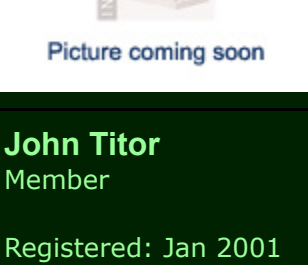 Picture coming soon
John Titor
Member
Registered: Jan 2001